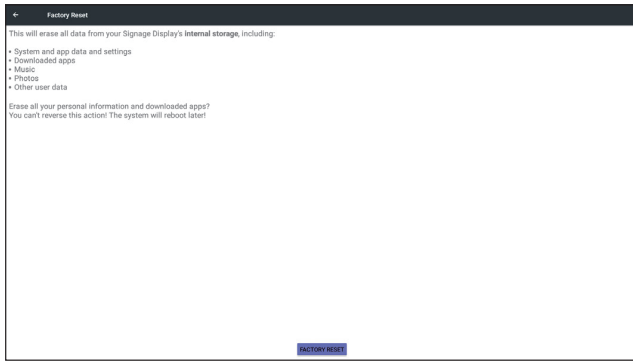 ← Factory Reset
This will erase all data from your Signage Display's internal storage, including:
• System and app data and settings
• Downloaded apps
• Music
• Photos
• Other user data
Erase all your personal information and downloaded apps?
You can't reverse this action! The system will reboot later!
FACTORY RESET